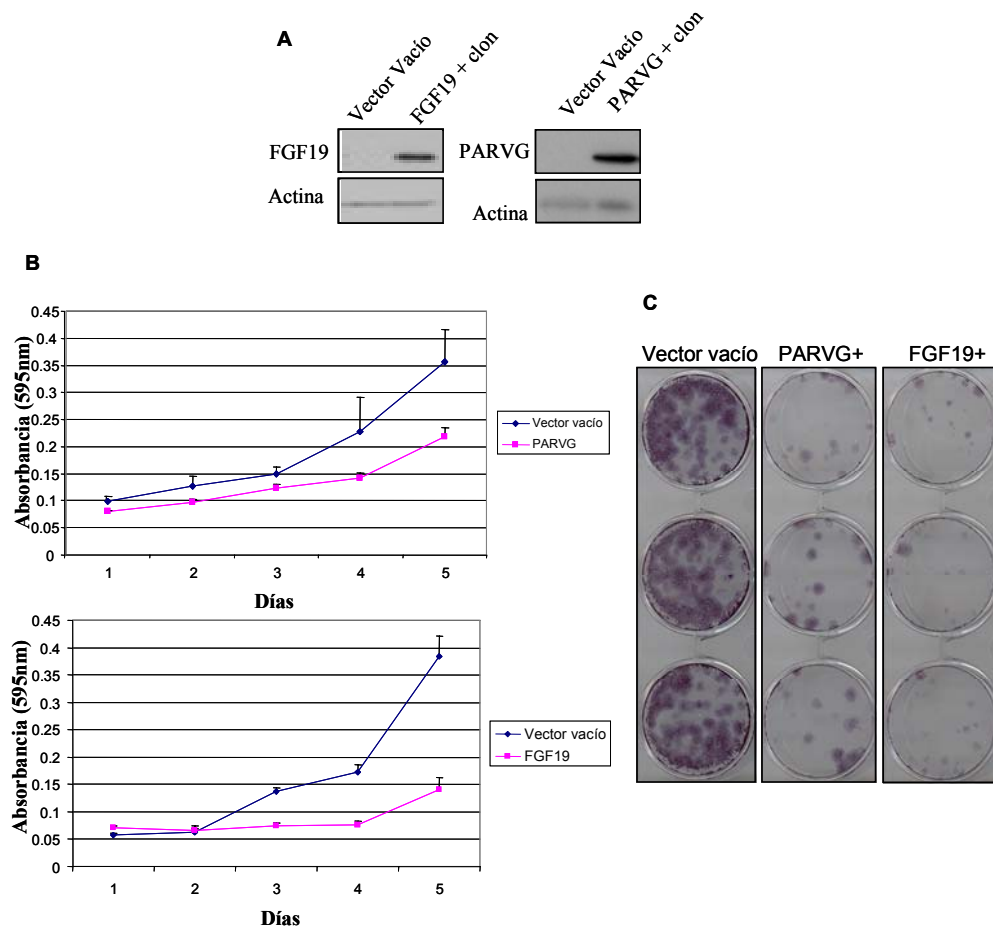 A
Vector Vacío
FGF19 + clon
Vector Vacío
PARVG + clon
FGF19
PARVG
Actina
Actina
B
0.45
0.4
0.35
0.3
0.25
0.2
0.15
0.1
0.05
0
Absorbancia (595nm)
1 2 3 4 5
Días
Vector vacío
PARVG
0.45
0.4
0.35
0.3
0.25
0.2
0.15
0.1
0.05
0
Absorbancia (595nm)
1 2 3 4 5
Días
Vector vacío
FGF19
C
Vector vacío PARVG+ FGF19+